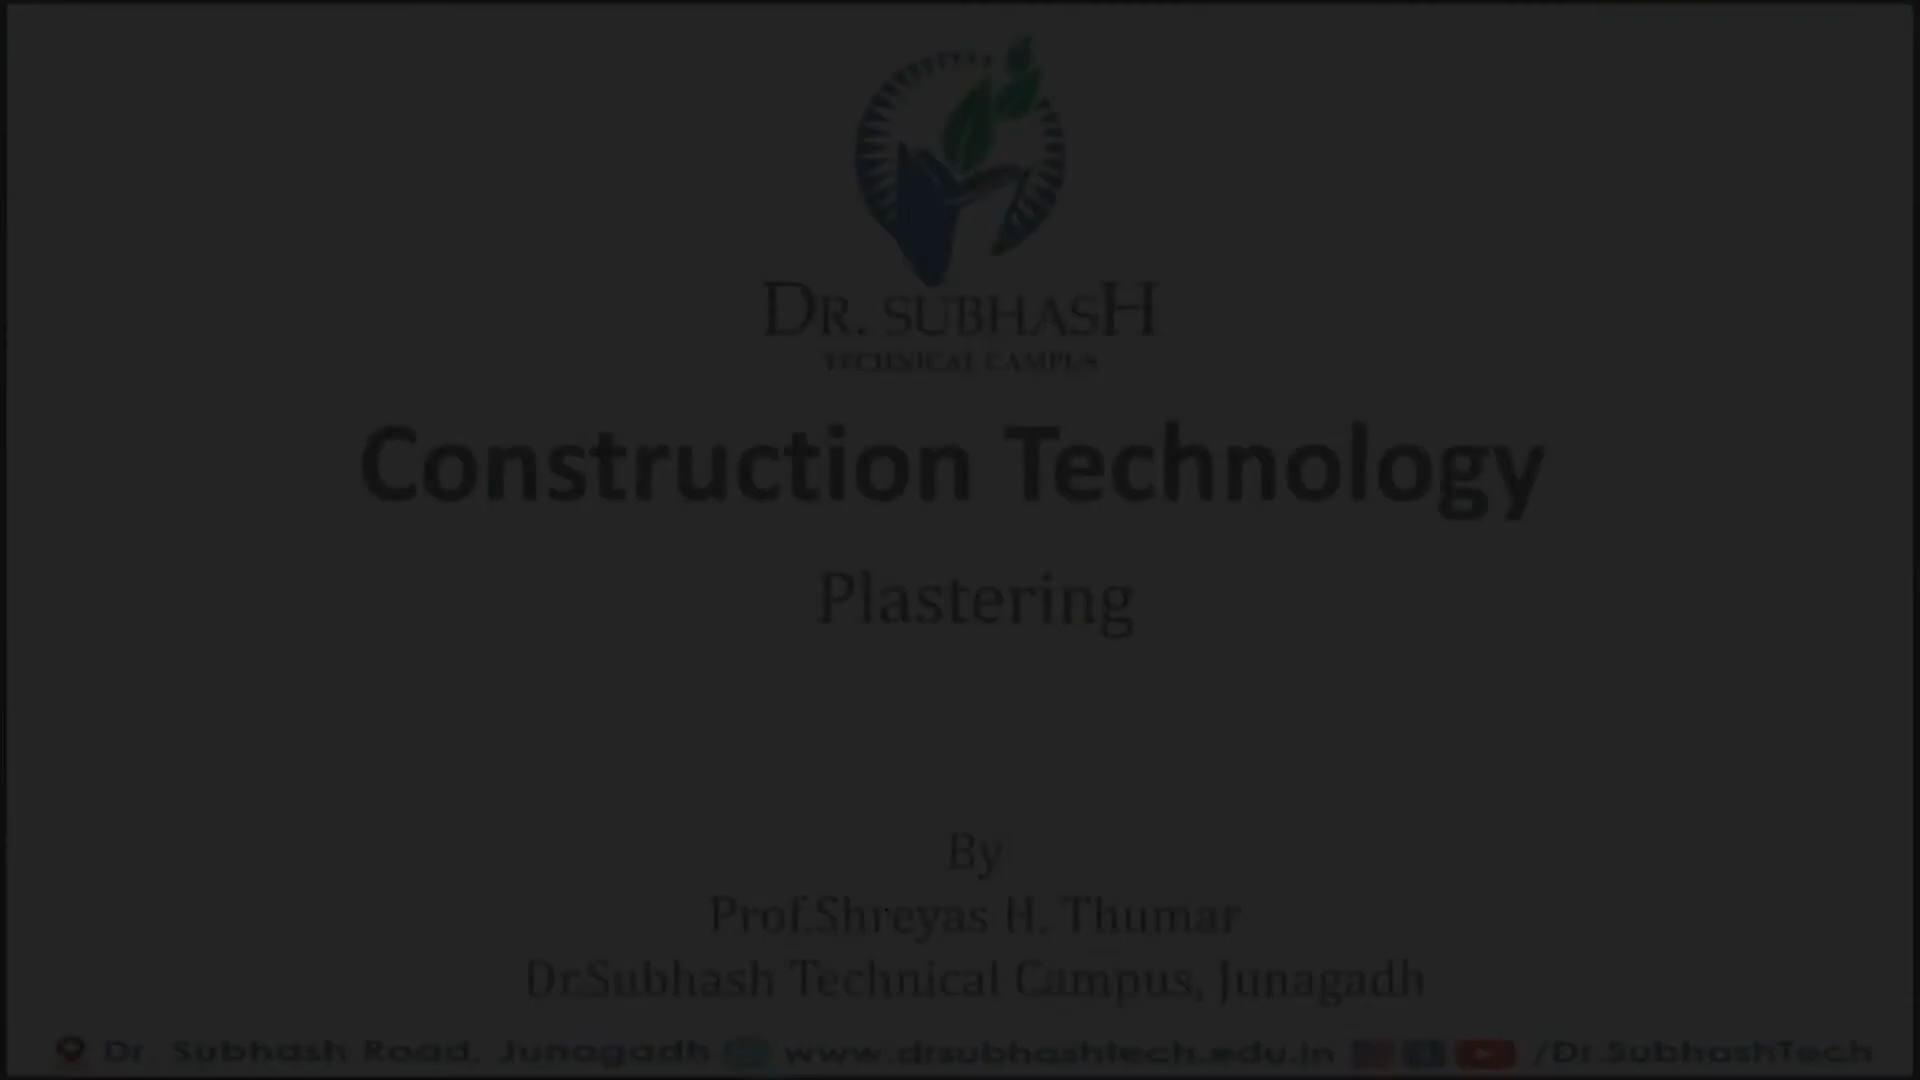 DR. SUBHASH
TECHNICAL CAMPUS
Construction Technology
Plastering
By
Prof.Shreyas H. Thumar
Dr.Subhash Technical Campus, Junagadh
Dr. Subhash Road, Junagadh www.drsubhashtech.edu.in /Dr.SubhashTech